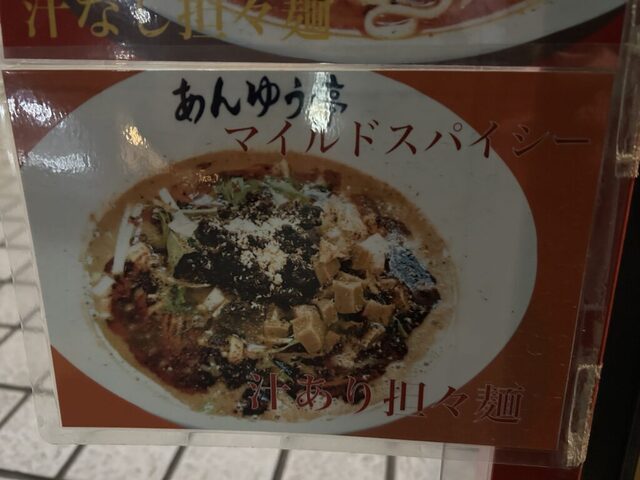 汁なし担々麺
あんゆう亭
マイルドスパイシー
汁あり担々麺